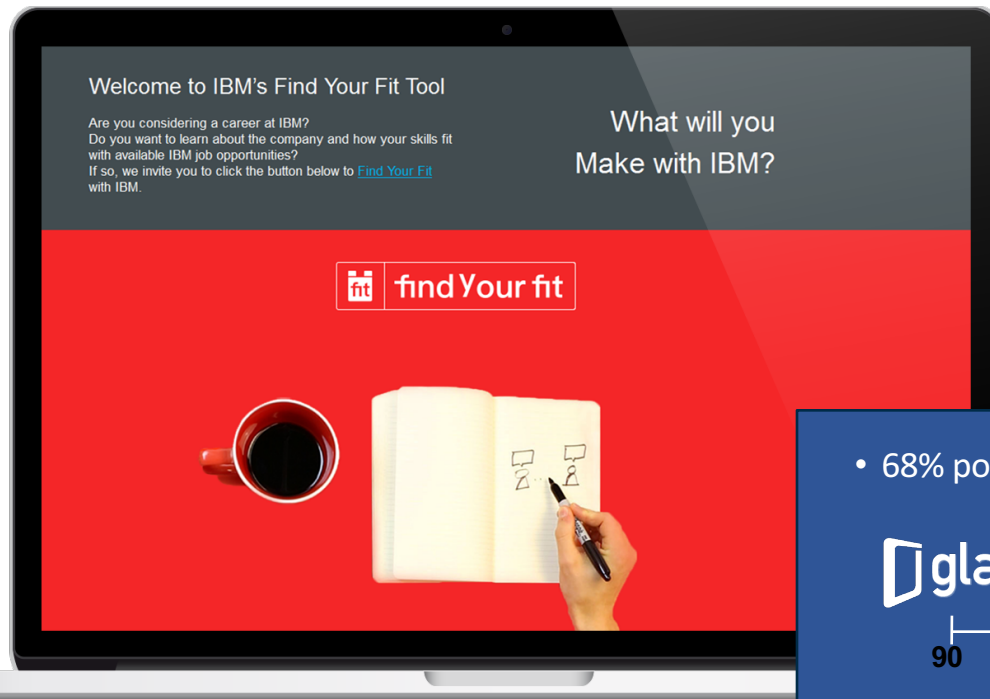 Welcome to IBM's Find Your Fit Tool
Are you considering a career at IBM?
Do you want to learn about the company and how your skills fit
with available IBM job opportunities?
If so, we invite you to click the button below to Find Your Fit
with IBM.
What will you
Make with IBM?
fit find Your fit
• 68%
90